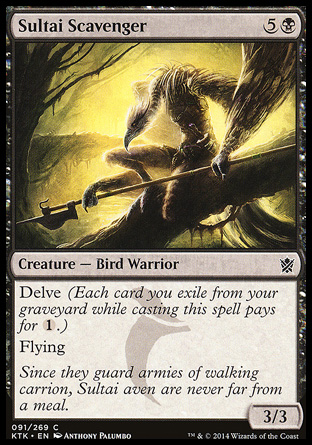 Sultai Scavenger 5
Creature — Bird Warrior
Delve (Each card you exile from your
graveyard while casting this spell pays
for 1.)
Flying
Since they guard armies of walking
carrion, Sultai aven are never far from
a meal.
3/3
091/269 C
KTK • EN Anthony Palumbo
™ & © 2014 Wizards of the Coast